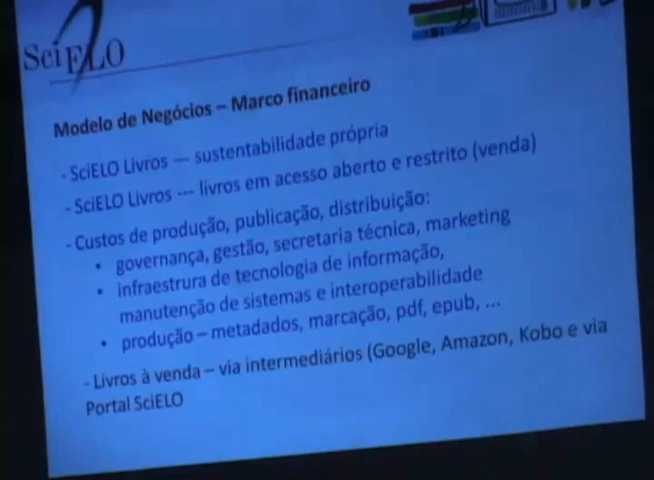 SciELO
Modelo de Negócios – Marco financeiro
- SciELO Livros --- sustentabilidade própria
- SciELO Livros --- livros em acesso aberto e restrito (venda)
- Custos de produção, publicação, distribuição:
• governança, gestão, secretaria técnica, marketing
• infraestrura de tecnologia de informação,
manutenção de sistemas e interoperabilidade
• produção – metadados, marcação, pdf, epub, ...
- Livros à venda – via intermediários (Google, Amazon, Kobo e via
Portal SciELO